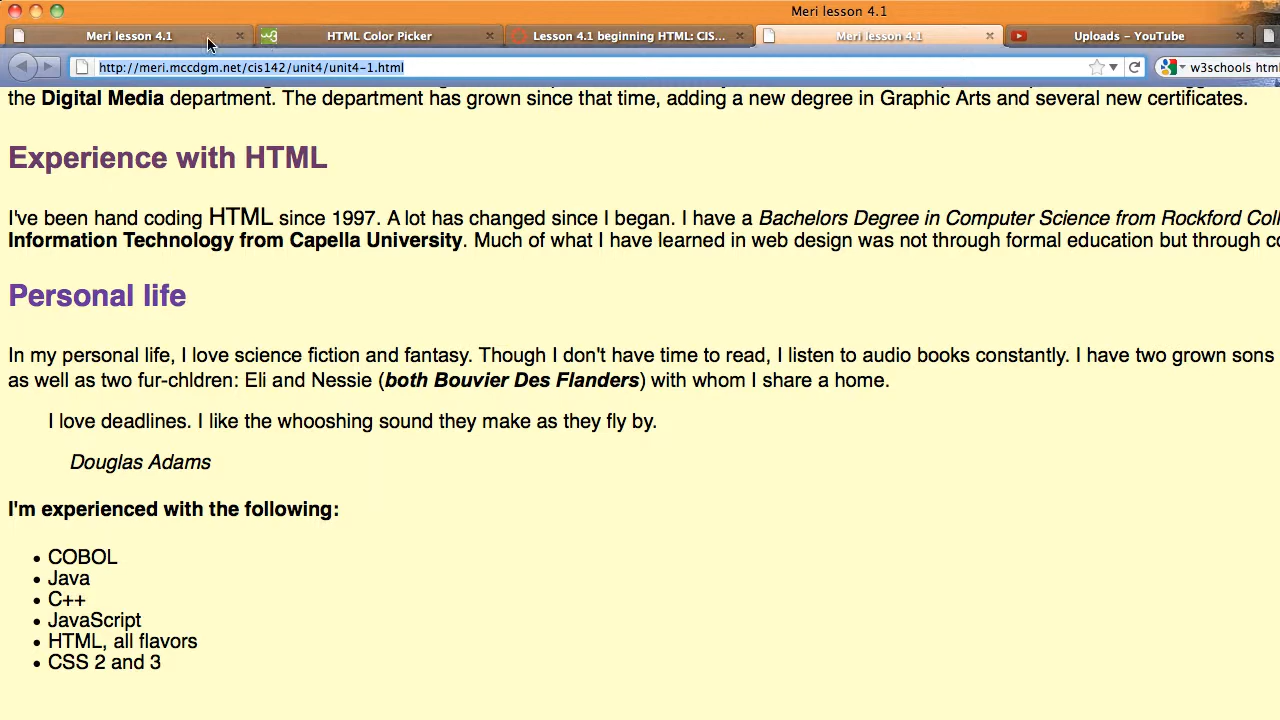 Meri lesson 4.1
Meri lesson 4.1
HTML Color Picker
Lesson 4.1 beginning HTML: CIS...
Meri lesson 4.1
Uploads – YouTube
http://meri.mccdgm.net/cis142/unit4/unit4-1.html
w3schools html
the Digital Media department. The department has grown since that time, adding a new degree in Graphic Arts and several new certificates.
Experience with HTML
I've been hand coding HTML since 1997. A lot has changed since I began. I have a Bachelors Degree in Computer Science from Rockford Coll
Information Technology from Capella University. Much of what I have learned in web design was not through formal education but through co
Personal life
In my personal life, I love science fiction and fantasy. Though I don't have time to read, I listen to audio books constantly. I have two grown sons
as well as two fur-chldren: Eli and Nessie (both Bouvier Des Flanders) with whom I share a home.
I love deadlines. I like the whooshing sound they make as they fly by.
Douglas Adams
I'm experienced with the following:
• COBOL
• Java
• C++
• JavaScript
• HTML, all flavors
• CSS 2 and 3